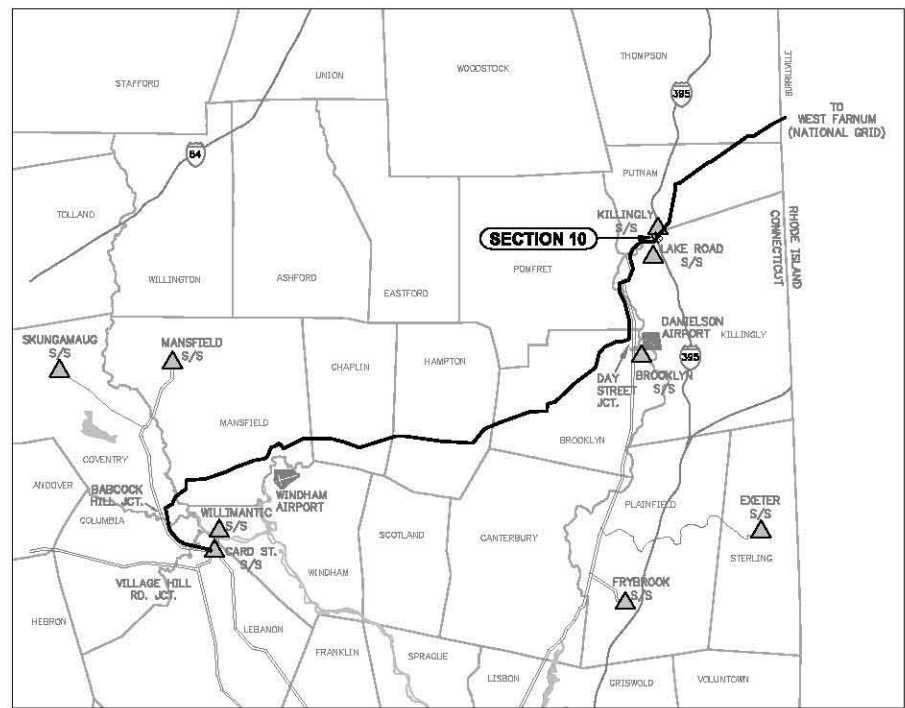 THOMPSON
WOODSTOCK
UNION
STAFFORD
395
BURRILLVILLE
TO
WEST FARNUM
(NATIONAL GRID)
84
PUTNAM
TOLLAND
KILLINGLY
S/S
SECTION 10
LAKE ROAD
S/S
POMFRET
RHODE ISLAND
CONNECTICUT
WILLINGTON
ASHFORD
EASTFORD
DANIELSON
AIRPORT
KILLINGLY
SKUNGAMAUG
S/S
MANSFIELD
S/S
CHAPLIN
HAMPTON
395
DAY
STREET
JCT.
BROOKLYN
S/S
MANSFIELD
BROOKLYN
COVENTRY
ANDOVER
BABCOCK
HILL JCT.
COLUMBIA
WINDHAM
AIRPORT
WILLIMANTIC
S/S
CARD ST.
S/S
PLAINFIELD
EXETER
S/S
SCOTLAND
CANTERBURY
STERLING
WINDHAM
VILLAGE HILL
RD. JCT.
FRYBROOK
S/S
HEBRON
LEBANON
FRANKLIN
SPRAGUE
LISBON
GRISWOLD
VOLUNTOWN